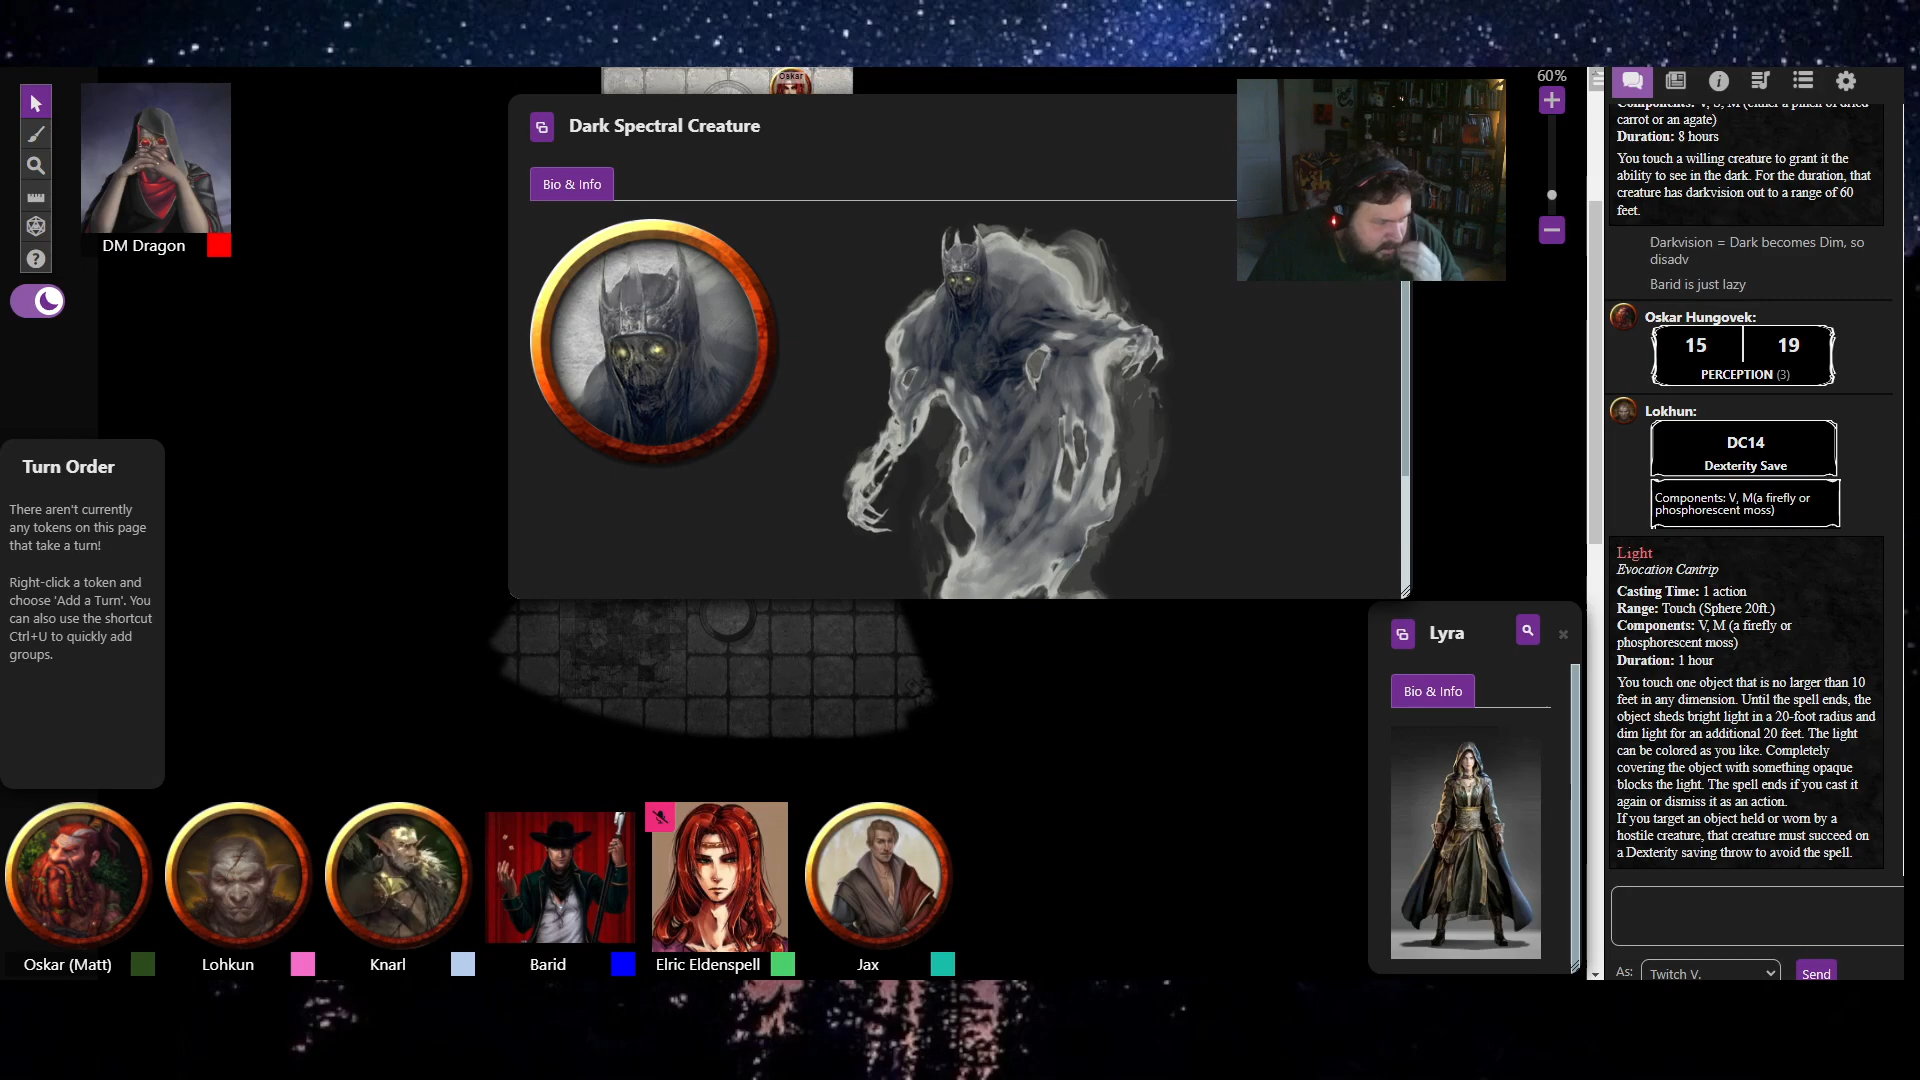 DM Dragon
Turn Order
There aren't currently
any tokens on this page
that take a turn!
Right-click a token and
choose 'Add a Turn'. You
can also use the shortcut
Ctrl+U to quickly add
groups.
Oskar
Dark Spectral Creature
Bio & Info
60%
Lyra
Bio & Info
Oskar (Matt)
Lohkun
Knarl
Barid
Elric Eldenspell
Jax
Components: V, S, M (either a pinch of dried
carrot or an agate)
Duration: 8 hours
You touch a willing creature to grant it the
ability to see in the dark. For the duration, that
creature has darkvision out to a range of 60
feet.
Darkvision = Dark becomes Dim, so
disadv
Barid is just lazy
Oskar Hungovek:
15 19
PERCEPTION (3)
Lokhun:
DC14
Dexterity Save
Components: V, M(a firefly or
phosphorescent moss)
Light
Evocation Cantrip
Casting Time: 1 action
Range: Touch (Sphere 20ft.)
Components: V, M (a firefly or
phosphorescent moss)
Duration: 1 hour
You touch one object that is no larger than 10
feet in any dimension. Until the spell ends, the
object sheds bright light in a 20-foot radius and
dim light for an additional 20 feet. The light
can be colored as you like. Completely
covering the object with something opaque
blocks the light. The spell ends if you cast it
again or dismiss it as an action.
If you target an object held or worn by a
hostile creature, that creature must succeed on
a Dexterity saving throw to avoid the spell.
As: Twitch V. Send